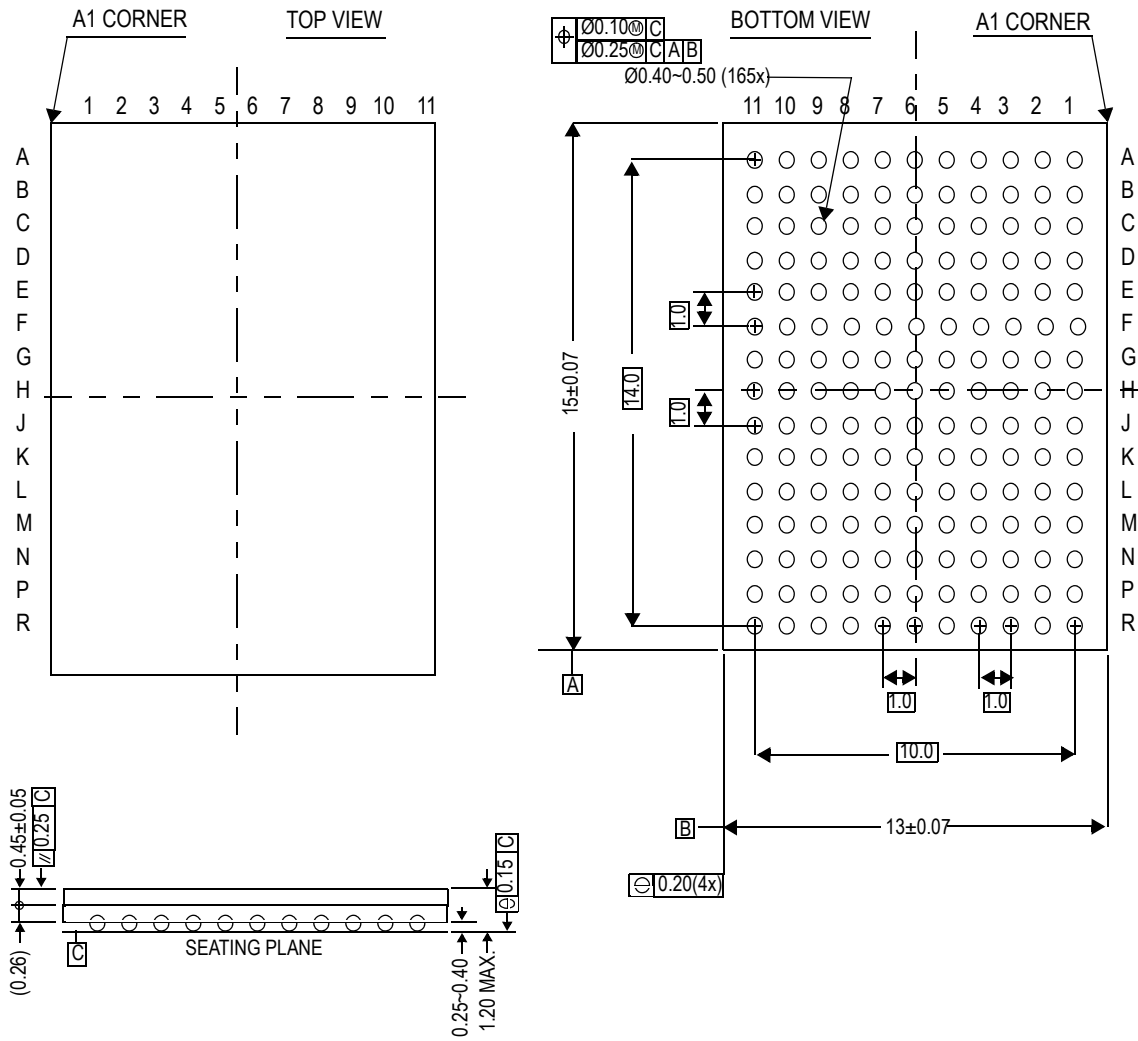 A1 CORNER
TOP VIEW
1 2 3 4 5 6 7 8 9 10 11
A
B
C
D
E
F
G
H
J
K
L
M
N
P
R
BOTTOM VIEW
A1 CORNER
Ø0.10Ⓜ C
Ø0.25Ⓜ C A B
Ø0.40~0.50 (165x)
11 10 9 8 7 6 5 4 3 2 1
A
B
C
D
E
F
G
H
J
K
L
M
N
P
R
15±0.07
14.0
1.0
1.0
A
1.0
1.0
10.0
B
13±0.07
0.20(4x)
0.45±0.05
// 0.25 C
(0.26)
C
SEATING PLANE
0.25~0.40
1.20 MAX.
0.15 C